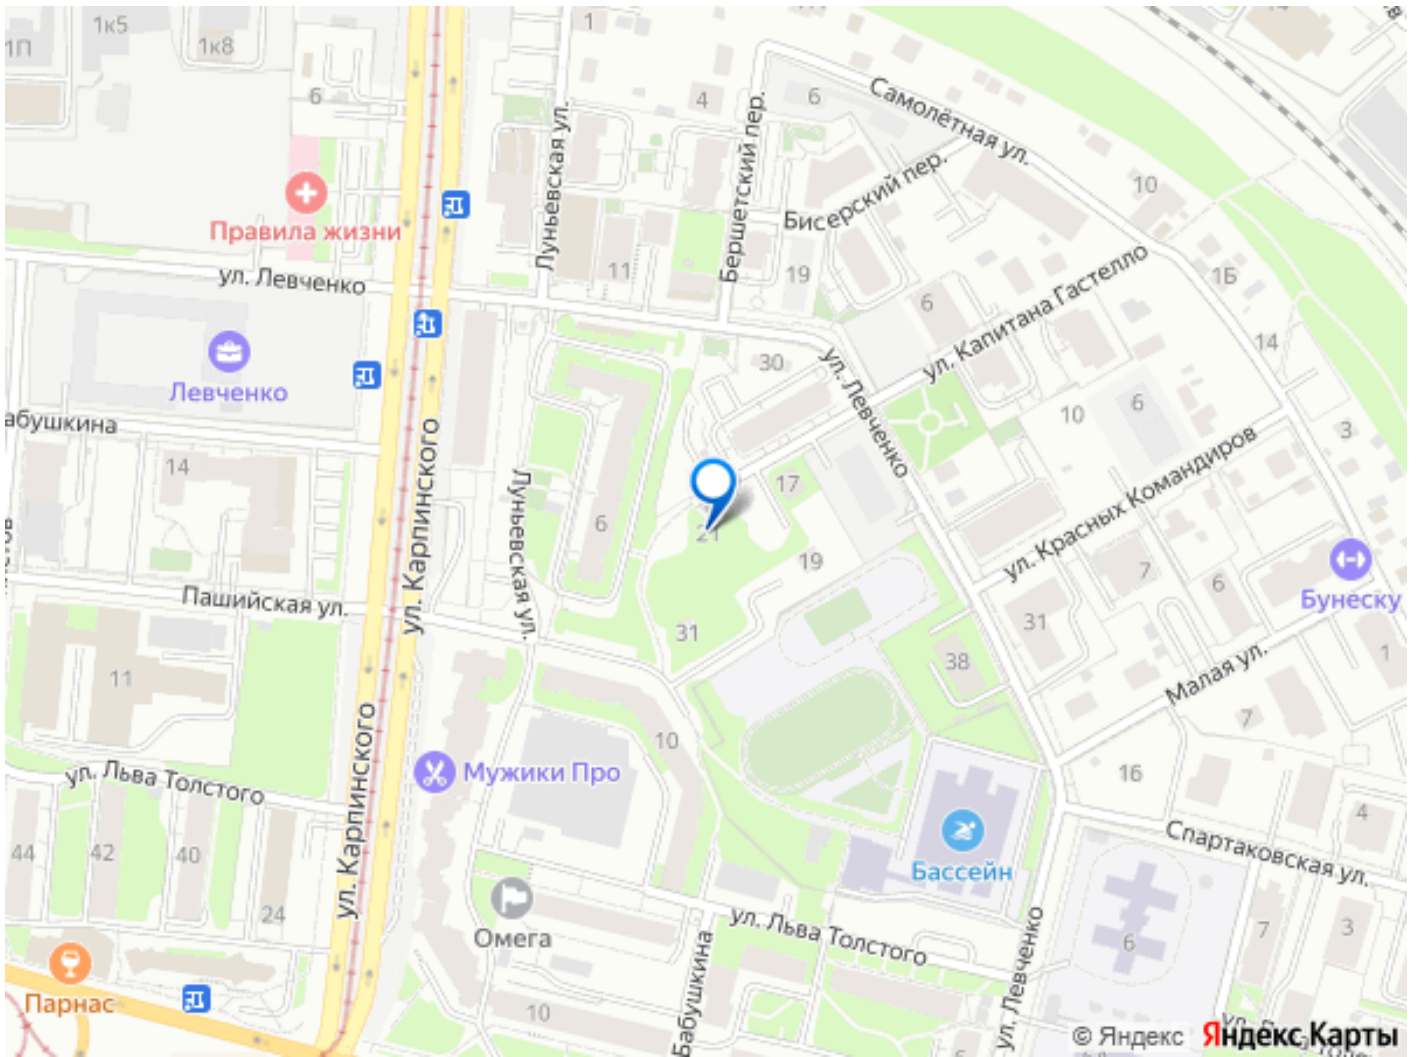 1к5
1П
1к8
1
6
4
6
Самолётная ул.
Луньевская ул.
Бершетский пер.
Бисерский пер.
10
Правила жизни
ул. Левченко
11
19
6
1Б
ул. Капитана Гастелло
14
Левченко
30
ул. Левченко
абушкина
10
6
3
14
ул. Карпинского
Луньевская ул.
17
21
6
19
ул. Красных Командиров
7
6
Бунеску
Пашийская ул.
31
31
38
1
11
Малая ул.
7
10
16
ул. Льва Толстого
Мужики Про
ул. Карпинского
4
Спартаковская ул.
44
42
40
24
Бассейн
Омега
ул. Льва Толстого
ул. Левченко
6
7
3
Парнас
10
Бабушкина
© Яндекс Яндекс Карты